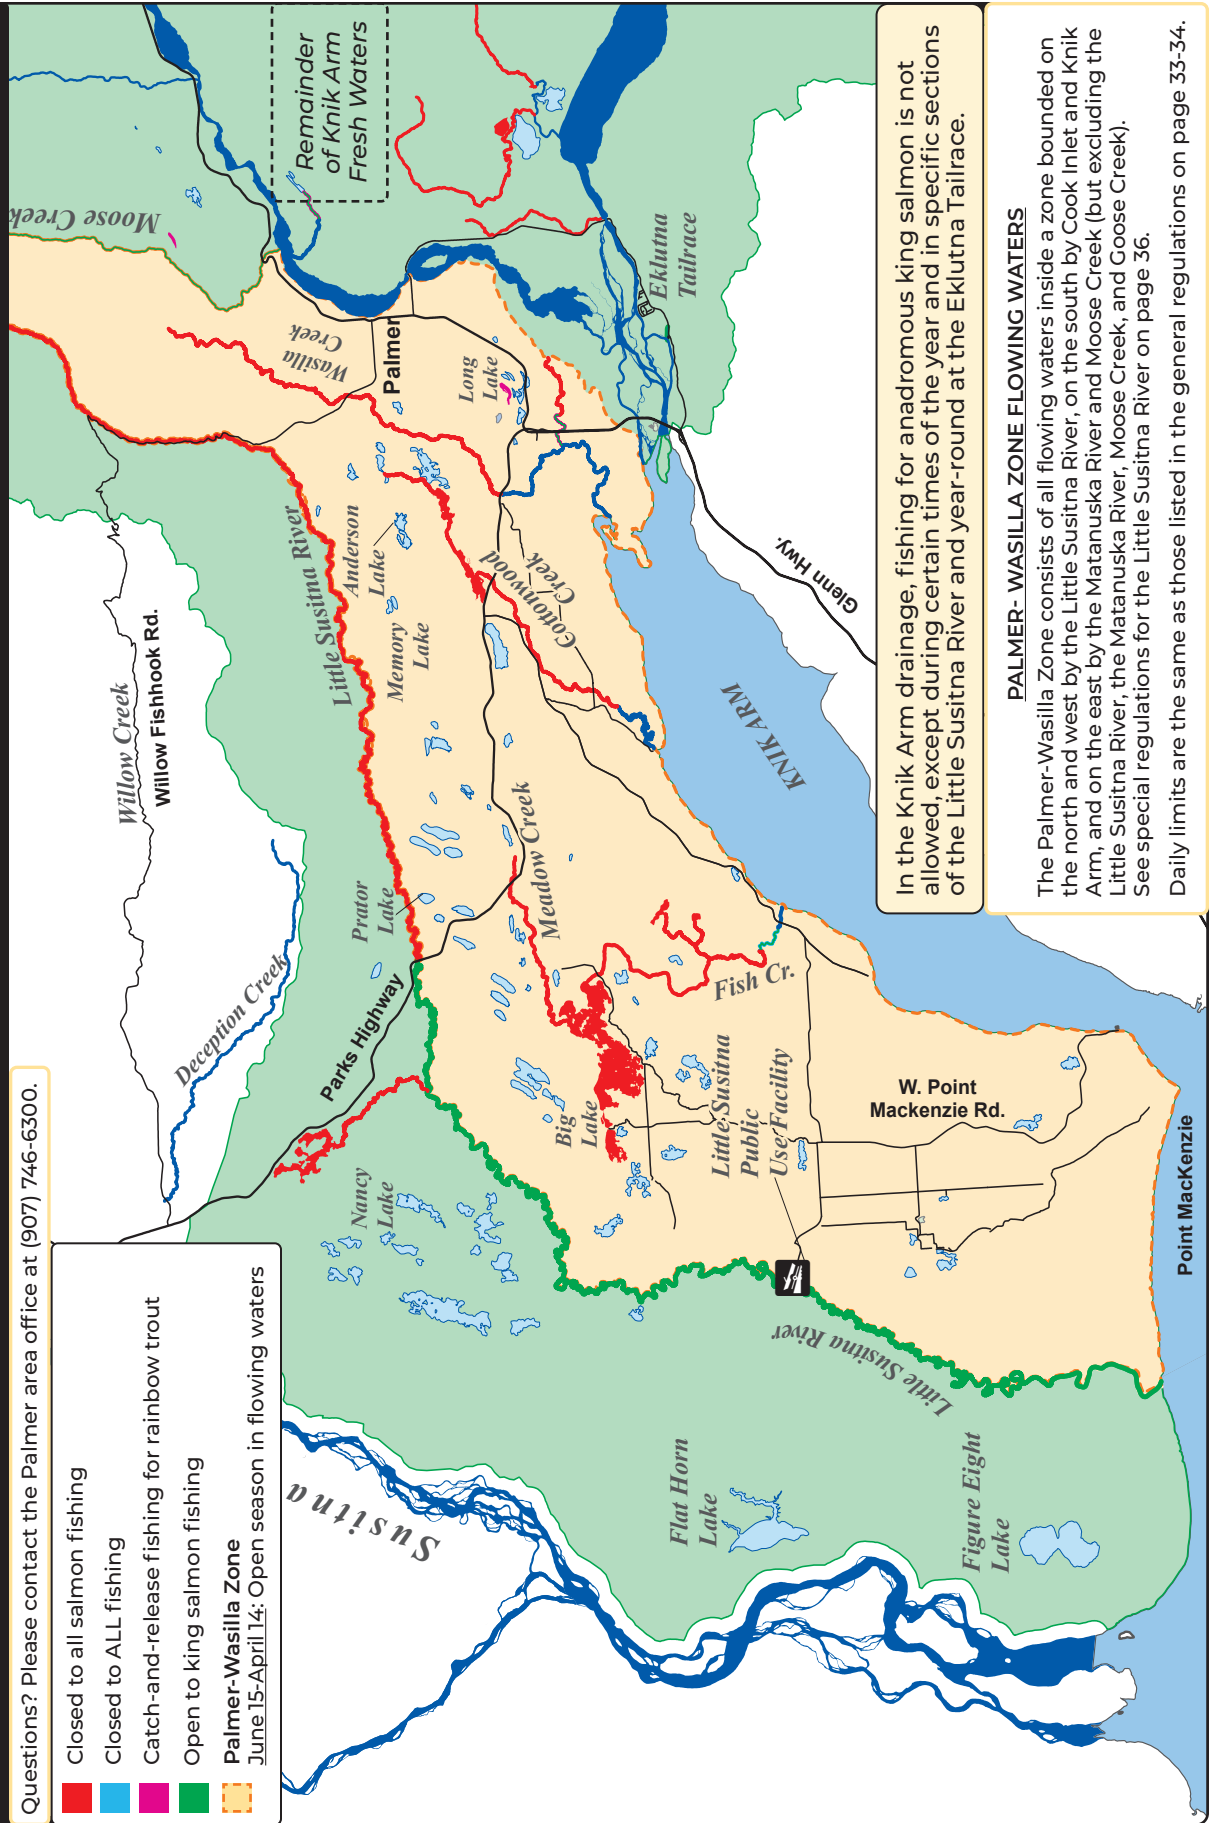 Questions? Please contact the Palmer area office at (907) 746-6300.
Closed to all salmon fishing
Closed to ALL fishing
Catch-and-release fishing for rainbow trout
Open to king salmon fishing
Palmer-Wasilla Zone
June 15-April 14: Open season in flowing waters
Remainder
of Knik Arm
Fresh Waters
Moose Creek
Wasilla
Creek
Palmer
Long
Lake
Eklutna
Tailrace
Willow Creek
Willow Fishhook Rd.
Little Susitna River
Anderson
Lake
Memory
Lake
Cottonwood
Creek
Glenn Hwy.
KNIK ARM
Deception Creek
Parks Highway
Prator
Lake
Meadow Creek
Fish Cr.
Nancy
Lake
Big
Lake
Little Susitna
Public
Use Facility
W. Point
Mackenzie Rd.
Point MacKenzie
Little Susitna River
Susitna
Flat Horn
Lake
Figure Eight
Lake
In the Knik Arm drainage, fishing for anadromous king salmon is not
allowed, except during certain times of the year and in specific sections
of the Little Susitna River and year-round at the Eklutna Tailrace.
PALMER- WASILLA ZONE FLOWING WATERS
The Palmer-Wasilla Zone consists of all flowing waters inside a zone bounded on
the north and west by the Little Susitna River, on the south by Cook Inlet and Knik
Arm, and on the east by the Matanuska River and Moose Creek (but excluding the
Little Susitna River, the Matanuska River, Moose Creek, and Goose Creek).
See special regulations for the Little Susitna River on page 36.
Daily limits are the same as those listed in the general regulations on page 33-34.